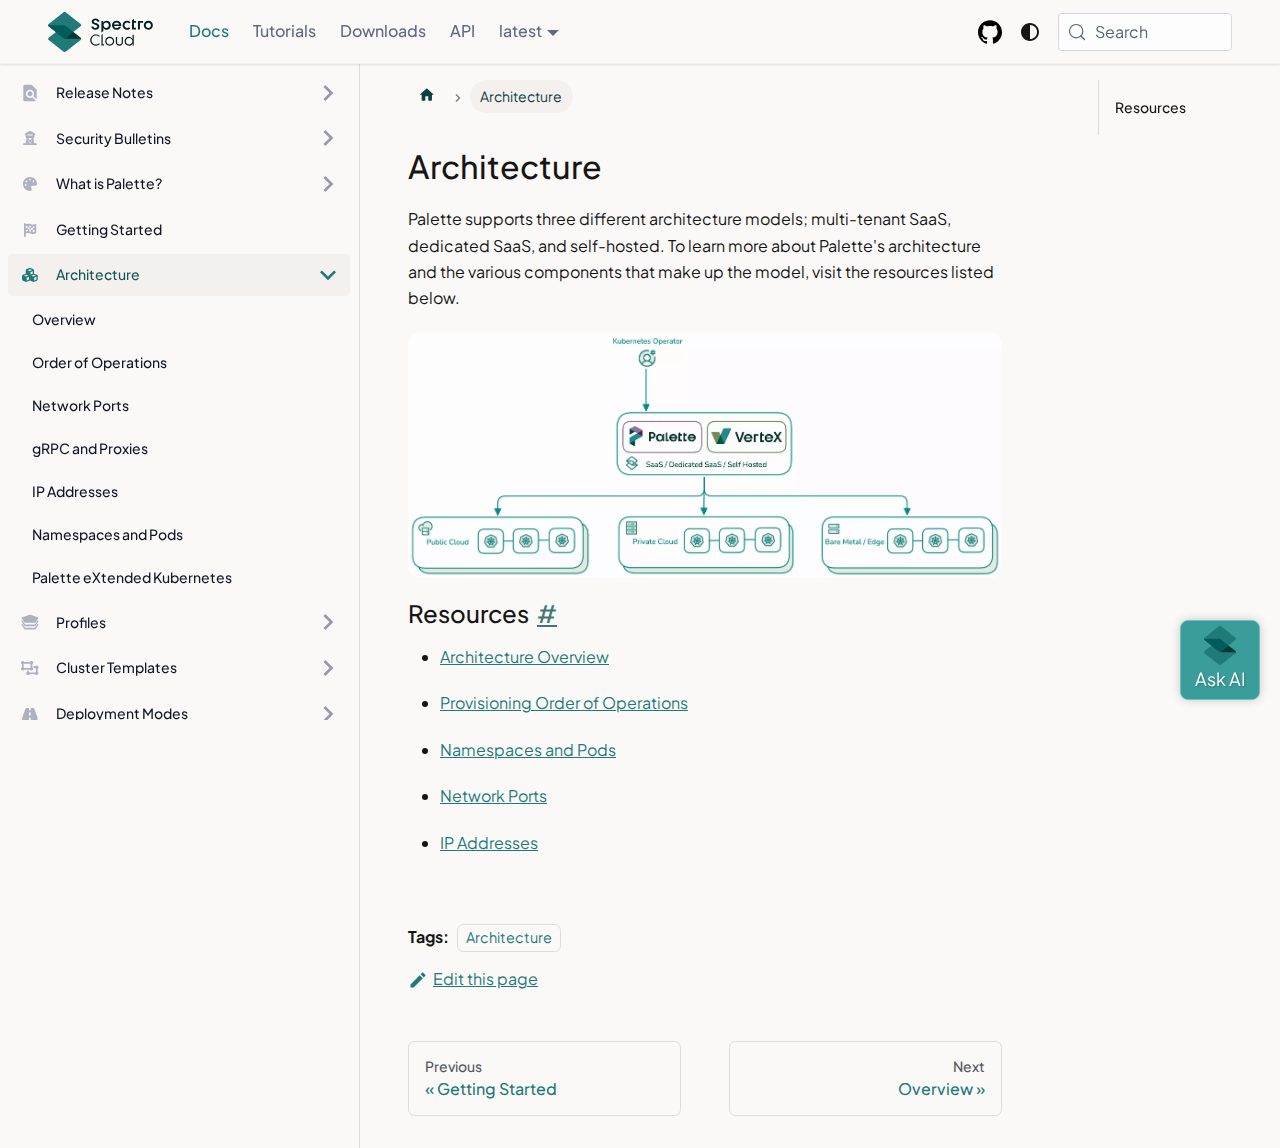 Spectro Cloud
Docs
Tutorials
Downloads
API
latest
Search
Release Notes
Security Bulletins
What is Palette?
Getting Started
Architecture
Overview
Order of Operations
Network Ports
gRPC and Proxies
IP Addresses
Namespaces and Pods
Palette eXtended Kubernetes
Profiles
Cluster Templates
Deployment Modes
Architecture
Architecture
Palette supports three different architecture models; multi-tenant SaaS,
dedicated SaaS, and self-hosted. To learn more about Palette's architecture
and the various components that make up the model, visit the resources listed
below.
Kubernetes Operator
Palette
VerteX
SaaS / Dedicated SaaS / Self Hosted
Public Cloud
Private Cloud
Bare Metal / Edge
Resources #
Architecture Overview
Provisioning Order of Operations
Namespaces and Pods
Network Ports
IP Addresses
Tags: Architecture
Edit this page
Previous
« Getting Started
Next
Overview »
Resources
Ask AI